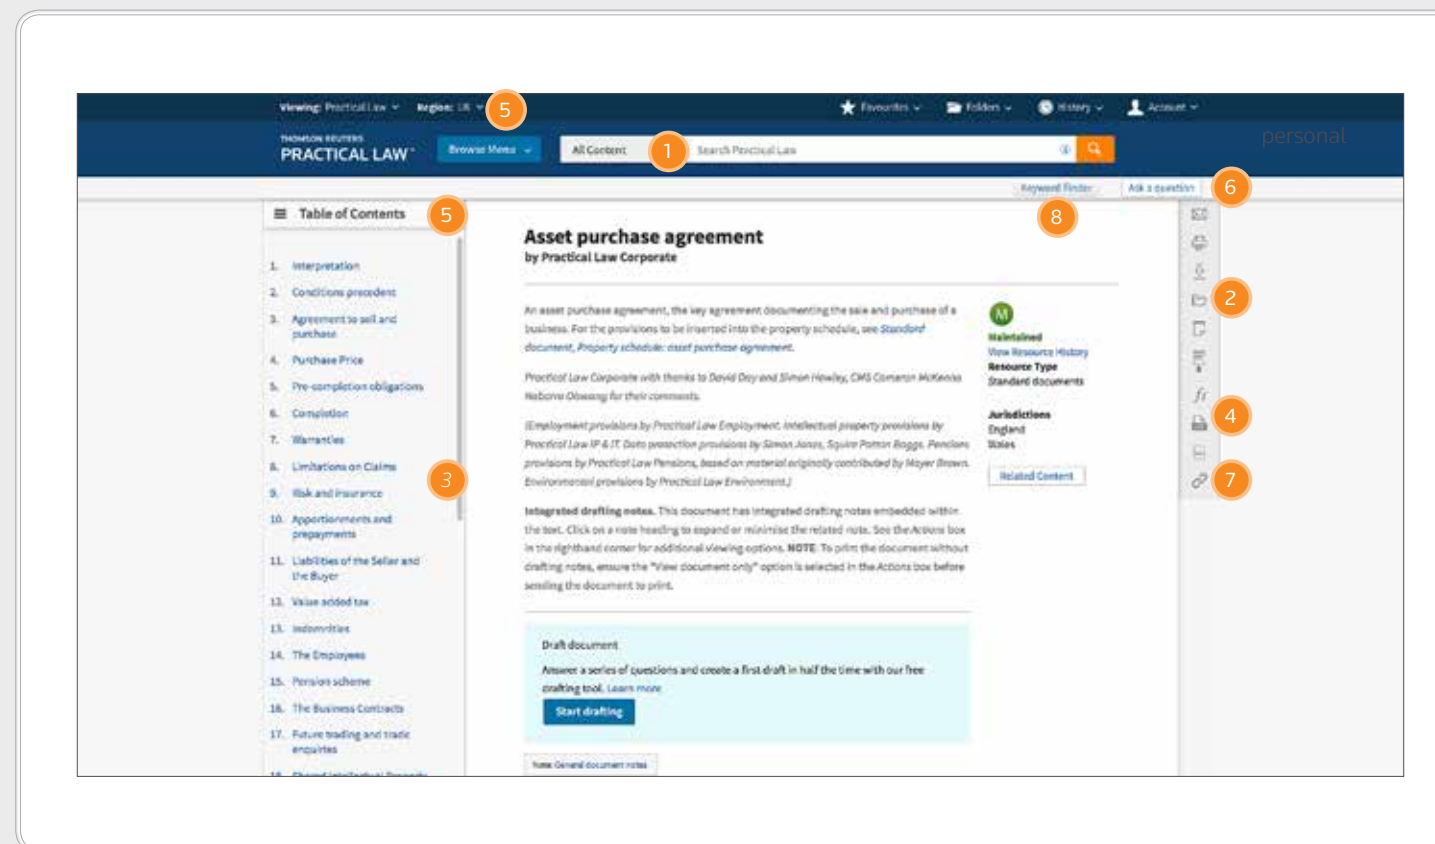 Viewing: Practical Law Region: UK 5 Favourites Folders History Account
THOMSON REUTERS
PRACTICAL LAW Browse Menu All Content 1 Search Practical Law personal
Keyword Finder Ask a question 6
8
Table of Contents 5
1. Interpretation
2. Conditions precedent
3. Agreement to sell and
purchase
4. Purchase Price
5. Pre-completion obligations
6. Completion
7. Warranties
8. Limitations on Claims
3
9. Risk and insurance
10. Apportionments and
prepayments
11. Liabilities of the Seller and
the Buyer
12. Value added tax
13. Indemnities
14. The Employees
15. Pension scheme
16. The Business Contracts
17. Future trading and trade
enquiries
18. Shared Intellectual Property
Asset purchase agreement
by Practical Law Corporate
An asset purchase agreement, the key agreement documenting the sale and purchase of a
business. For the provisions to be inserted into the property schedule, see Standard
document, Property schedule: asset purchase agreement.
Practical Law Corporate with thanks to David Day and Simon Howley, CMS Cameron McKenna
Nabarro Olswang for their comments.
(Employment provisions by Practical Law Employment. Intellectual property provisions by
Practical Law IP & IT. Data protection provisions by Simon Jones, Squire Patton Boggs. Pensions
provisions by Practical Law Pensions, based on material originally contributed by Mayer Brown.
Environmental provisions by Practical Law Environment.)
Integrated drafting notes. This document has integrated drafting notes embedded within
the text. Click on a note heading to expand or minimise the related note. See the Actions box
in the righthand corner for additional viewing options. NOTE: To print the document without
drafting notes, ensure the "View document only" option is selected in the Actions box before
sending the document to print.
Draft document
Answer a series of questions and create a first draft in half the time with our free
drafting tool. Learn more
Start drafting
Note: General document notes
M
Maintained
View Resource History
Resource Type
Standard documents
Jurisdictions
England
Wales
Related Content
2
fr
4
7